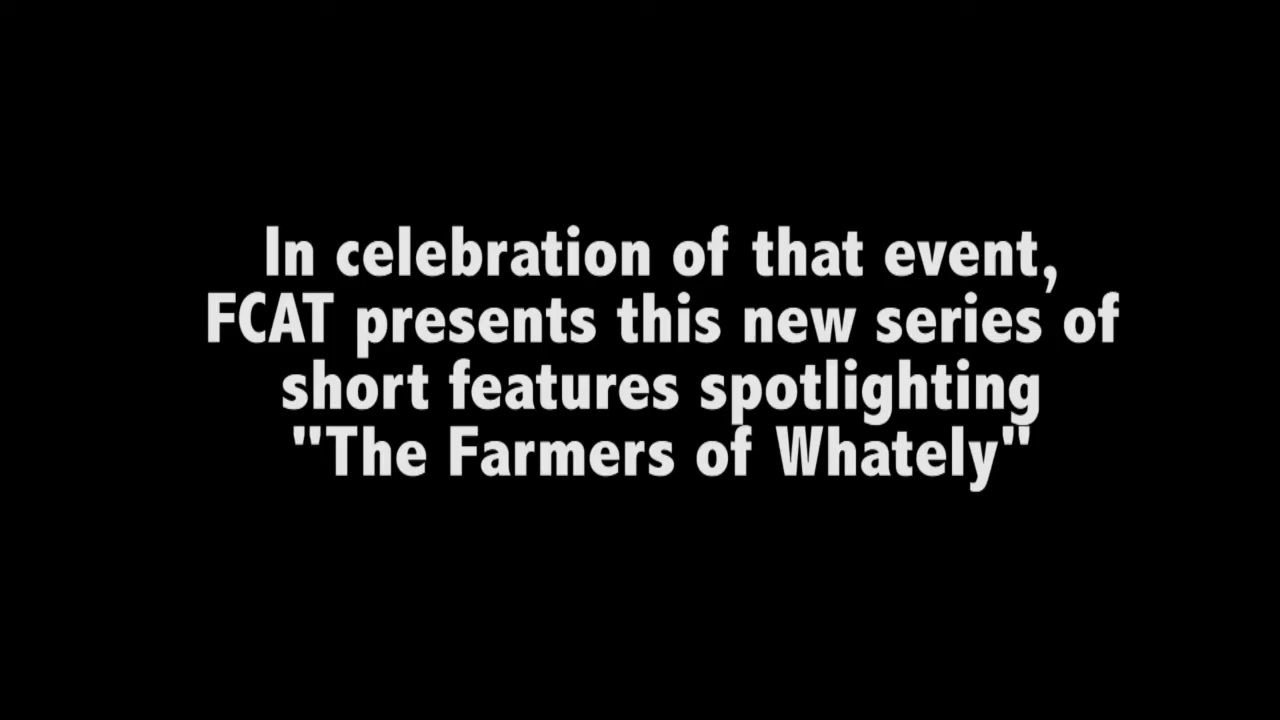 In celebration of that event,
FCAT presents this new series of
short features spotlighting
"The Farmers of Whately"